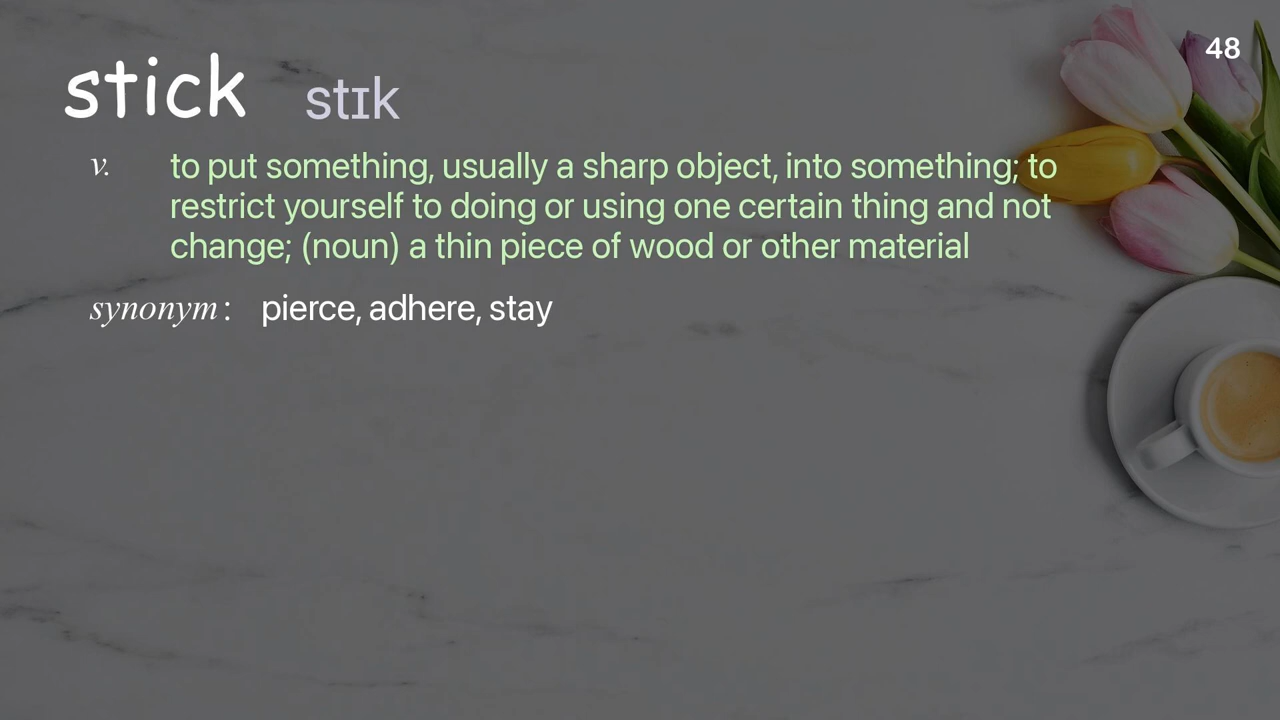 48
stick stɪk
v. to put something, usually a sharp object, into something; to
restrict yourself to doing or using one certain thing and not
change; (noun) a thin piece of wood or other material
synonym: pierce, adhere, stay